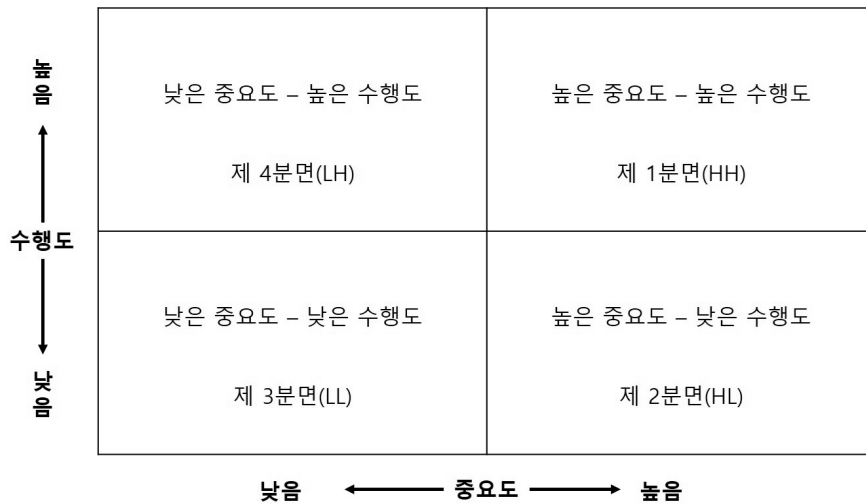 높음
낮은 중요도 – 높은 수행도
높은 중요도 – 높은 수행도
제 4분면(LH)
제 1분면(HH)
수행도
낮은 중요도 – 낮은 수행도
높은 중요도 – 낮은 수행도
낮음
제 3분면(LL)
제 2분면(HL)
낮음
중요도
높음